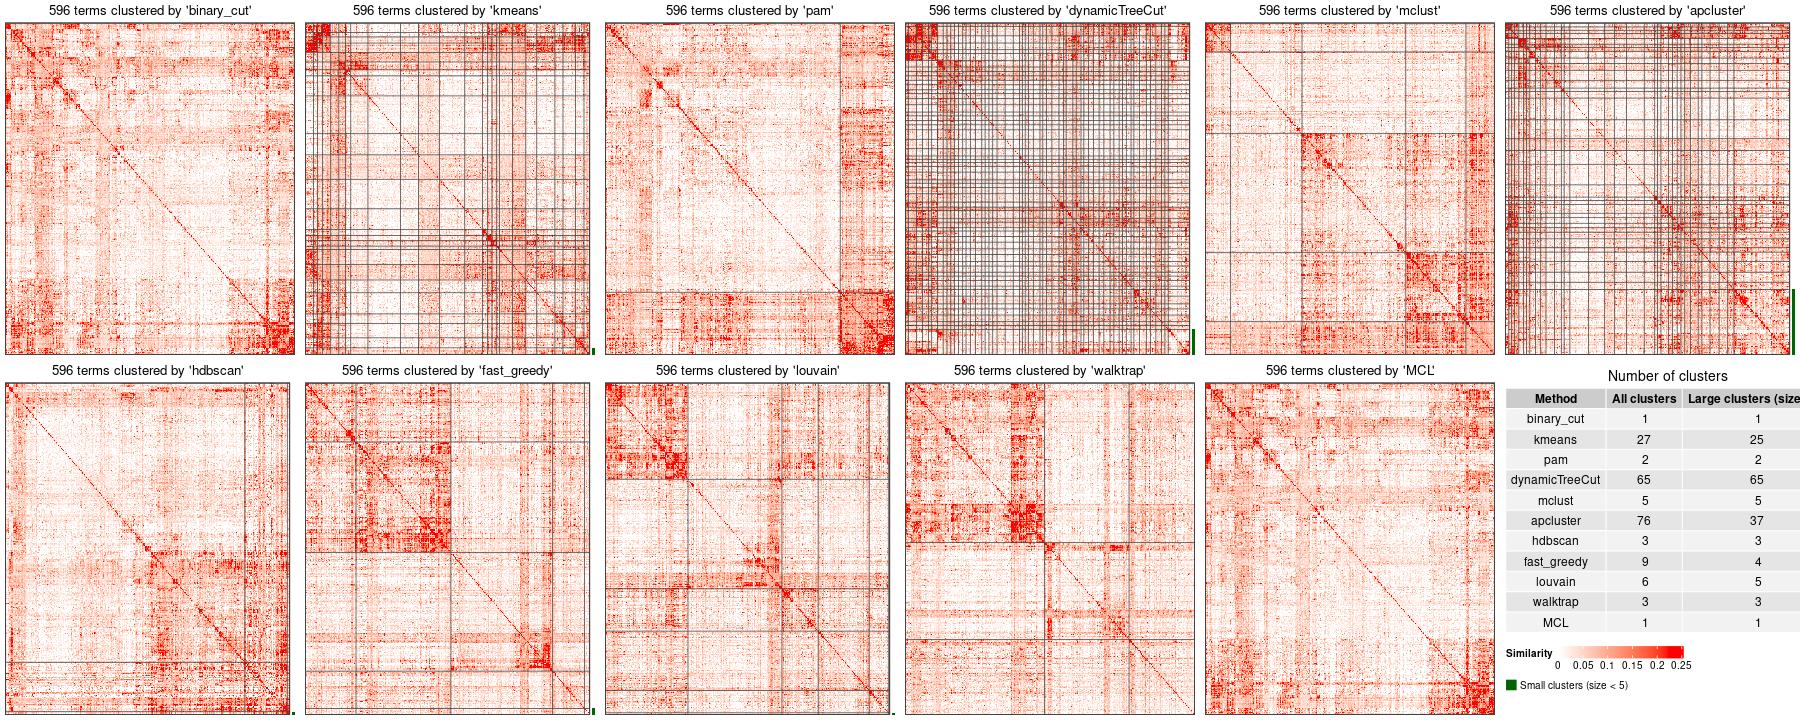 596 terms clustered by 'binary_cut'
596 terms clustered by 'kmeans'
596 terms clustered by 'pam'
596 terms clustered by 'dynamicTreeCut'
596 terms clustered by 'mclust'
596 terms clustered by 'apcluster'
596 terms clustered by 'hdbscan'
596 terms clustered by 'fast_greedy'
596 terms clustered by 'louvain'
596 terms clustered by 'walktrap'
596 terms clustered by 'MCL'
Number of clusters
Method All clusters Large clusters (size
binary_cut 1 1
kmeans 27 25
pam 2 2
dynamicTreeCut 65 65
mclust 5 5
apcluster 76 37
hdbscan 3 3
fast_greedy 9 4
louvain 6 5
walktrap 3 3
MCL 1 1
Similarity
0 0.05 0.1 0.15 0.2 0.25
Small clusters (size < 5)